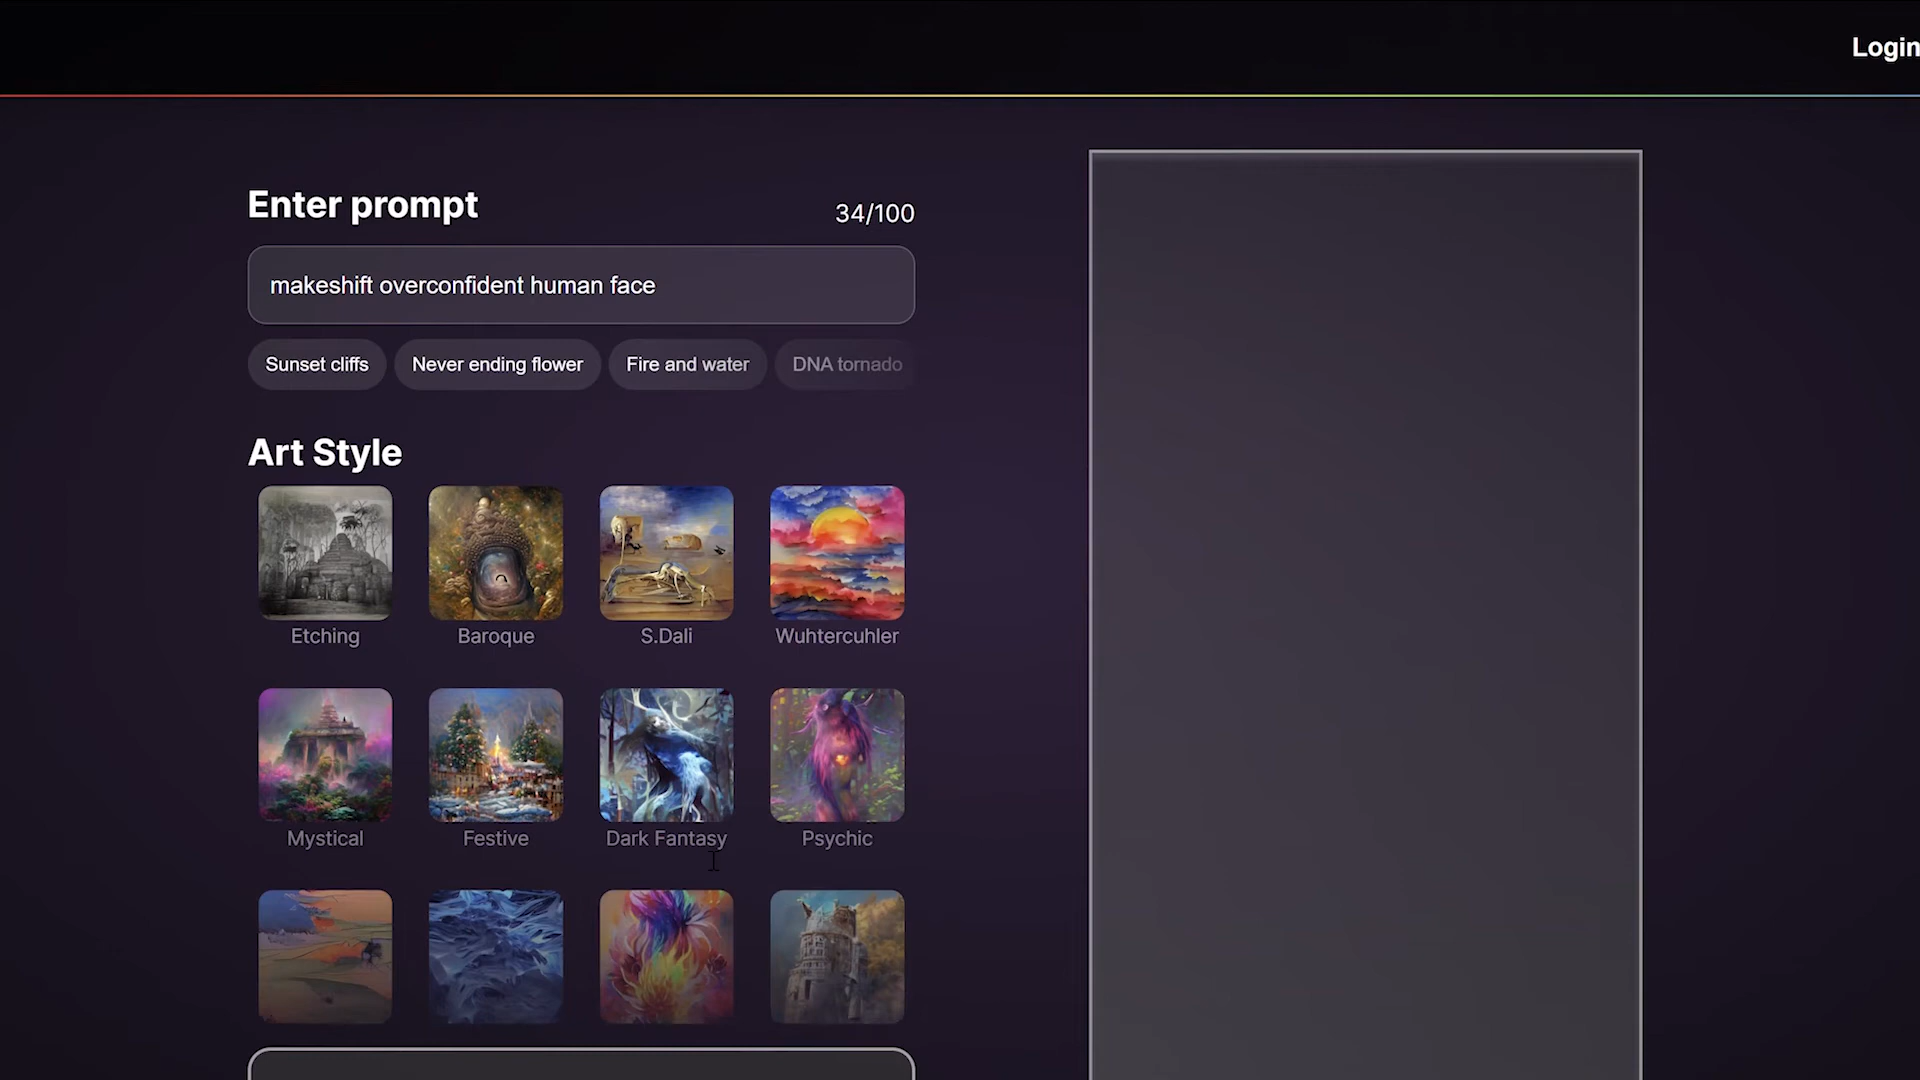 Login
Enter prompt
34/100
makeshift overconfident human face
Sunset cliffs
Never ending flower
Fire and water
DNA tornado
Art Style
Etching
Baroque
S.Dali
Wuhtercuhler
Mystical
Festive
Dark Fantasy
Psychic